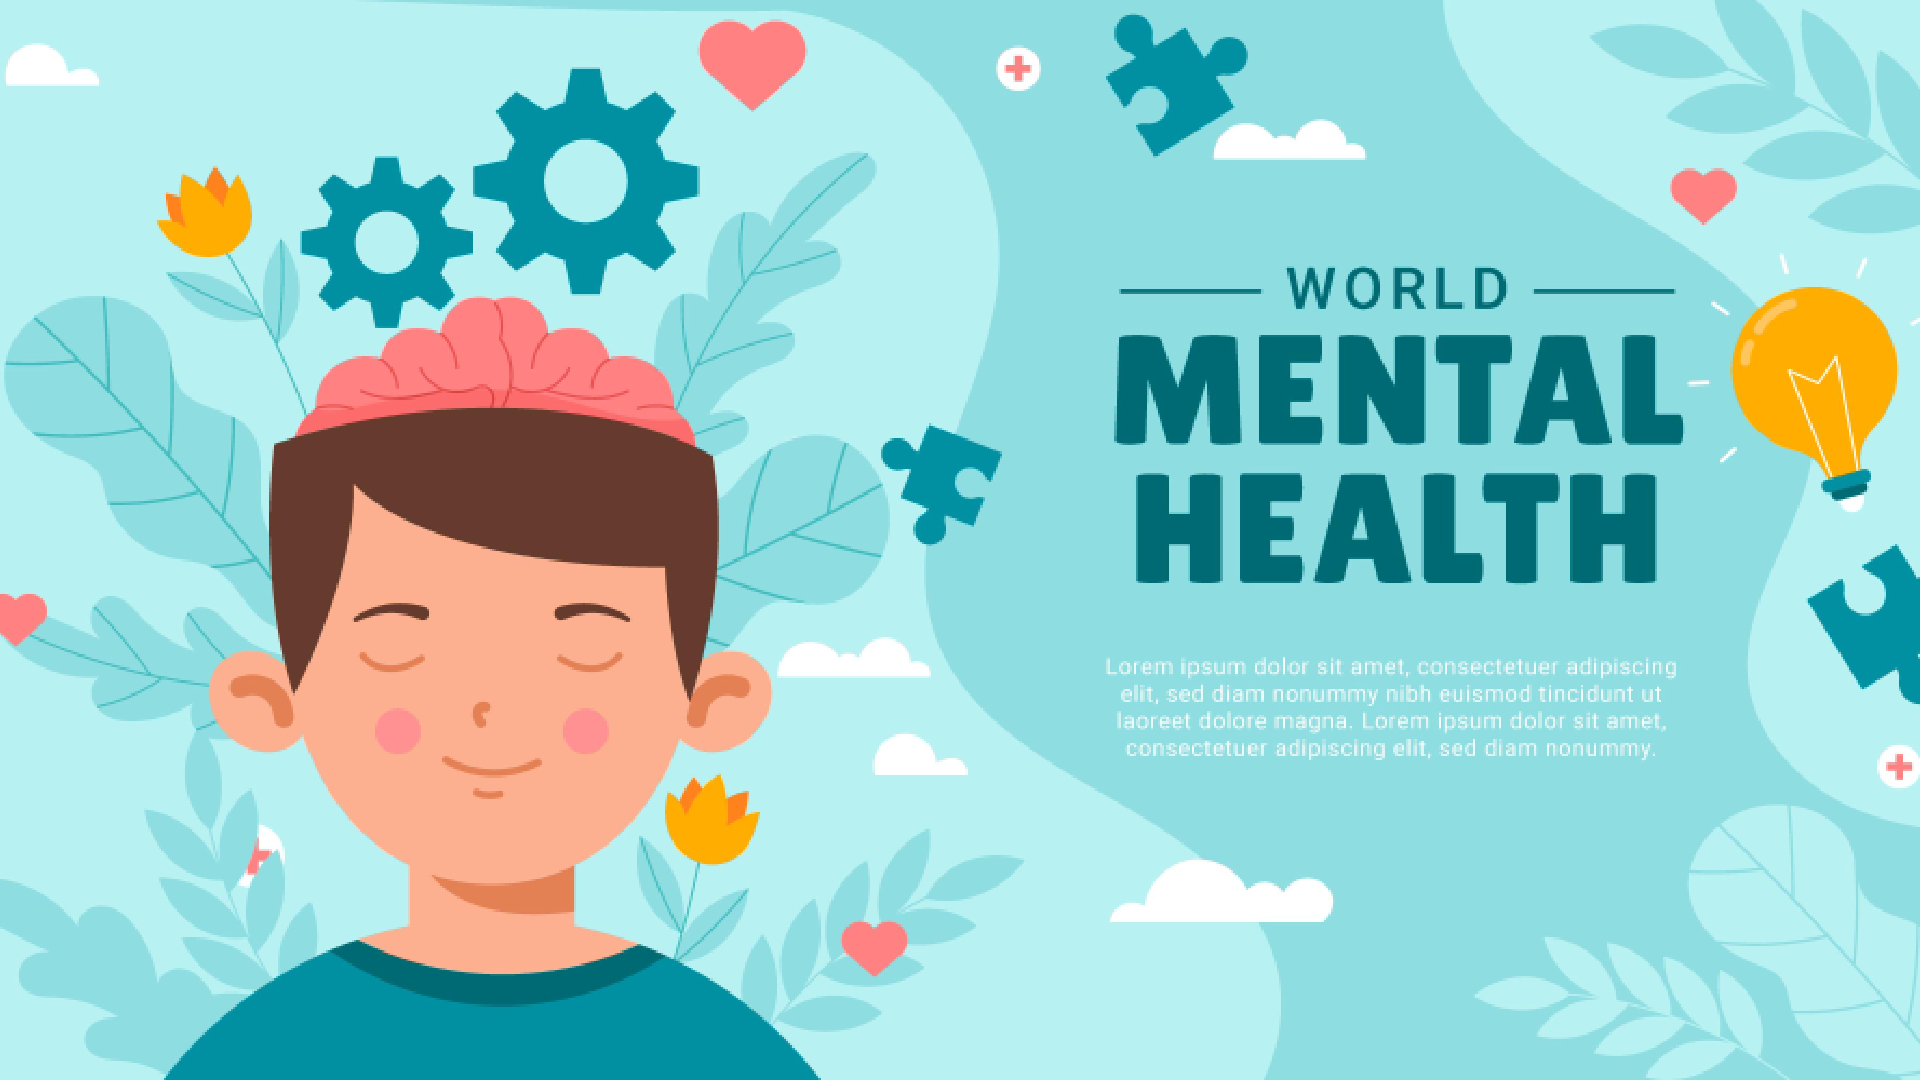 WORLD
MENTAL
HEALTH
Lorem ipsum dolor sit amet, consectetuer adipiscing
elit, sed diam nonummy nibh euismod tincidunt ut
laoreet dolore magna. Lorem ipsum dolor sit amet,
consectetuer adipiscing elit, sed diam nonummy.